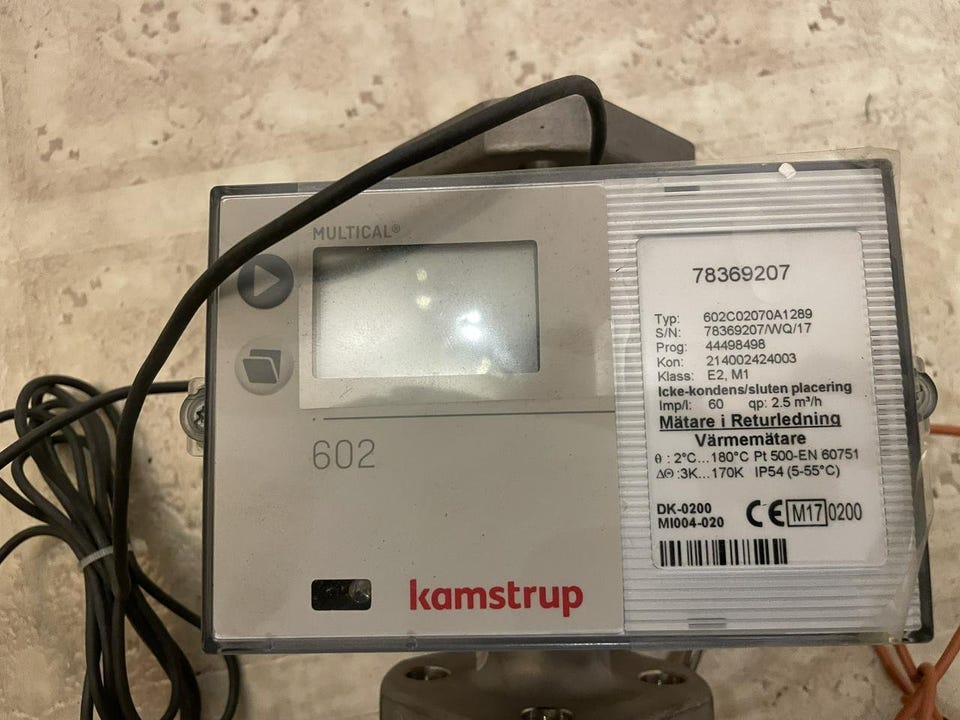 MULTICAL®
602
kamstrup
78369207
Typ: 602C02070A1289
S/N: 78369207/WQ/17
Prog: 44498498
Kon: 214002424003
Klass: E2, M1
Icke-kondens/sluten placering
Imp/l: 60 qp: 2.5 m³/h
Mätare i Returledning
Värmemätare
θ : 2°C...180°C Pt 500-EN 60751
ΔΘ :3K...170K IP54 (5-55°C)
DK-0200 CE M17 0200
MI004-020